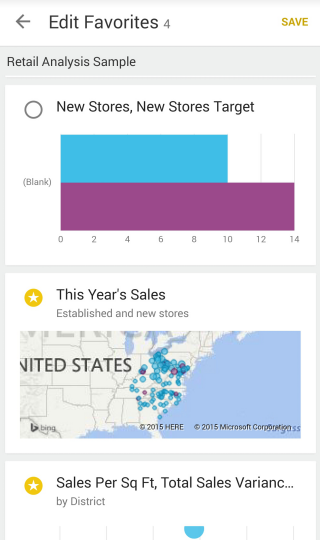 Edit Favorites 4
SAVE
Retail Analysis Sample
New Stores, New Stores Target
(Blank)
0 2 4 6 8 10 12 14
This Year's Sales
Established and new stores
UNITED STATES
bing
© 2015 HERE © 2015 Microsoft Corporation
Sales Per Sq Ft, Total Sales Varianc...
by District